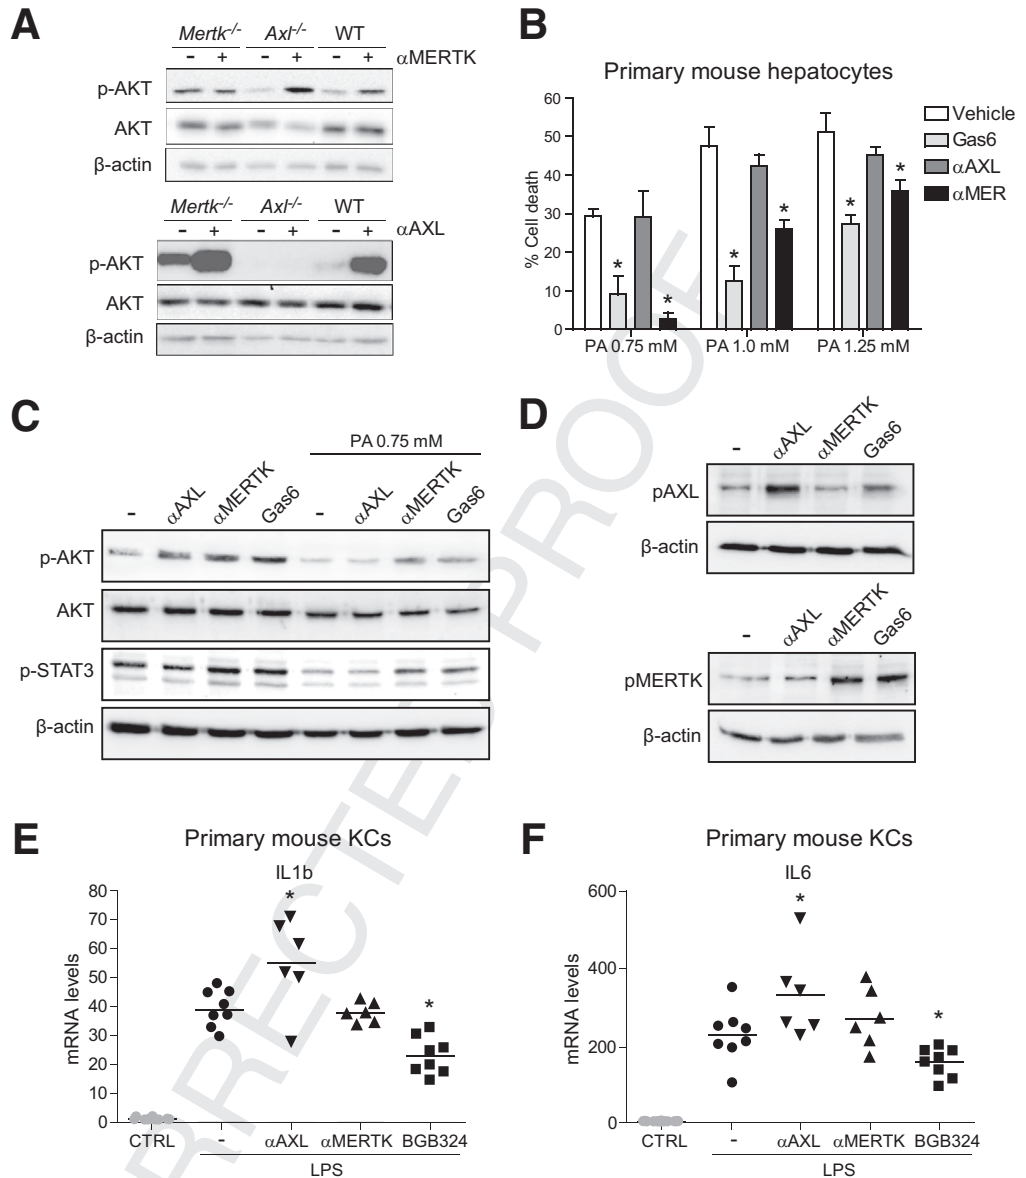 A
Mertk-/- Axl-/- WT
- + - + - + αMERTK
p-AKT
AKT
β-actin
Mertk-/- Axl-/- WT
- + - + - + αAXL
p-AKT
AKT
β-actin
B
Primary mouse hepatocytes
% Cell death
60
50
40
30
20
10
0
* * * * * *
PA 0.75 mM PA 1.0 mM PA 1.25 mM
Vehicle
Gas6
αAXL
αMER
C
PA 0.75 mM
- αAXL αMERTK Gas6 - αAXL αMERTK Gas6
p-AKT
AKT
p-STAT3
β-actin
D
- αAXL αMERTK Gas6
pAXL
β-actin
- αAXL αMERTK Gas6
pMERTK
β-actin
E
Primary mouse KCs
IL1b
mRNA levels
80
70
60
50
40
30
20
10
0
* *
CTRL - αAXL αMERTK BGB324
LPS
F
Primary mouse KCs
IL6
mRNA levels
600
400
200
0
* *
CTRL - αAXL αMERTK BGB324
LPS
RRECTED PROOF